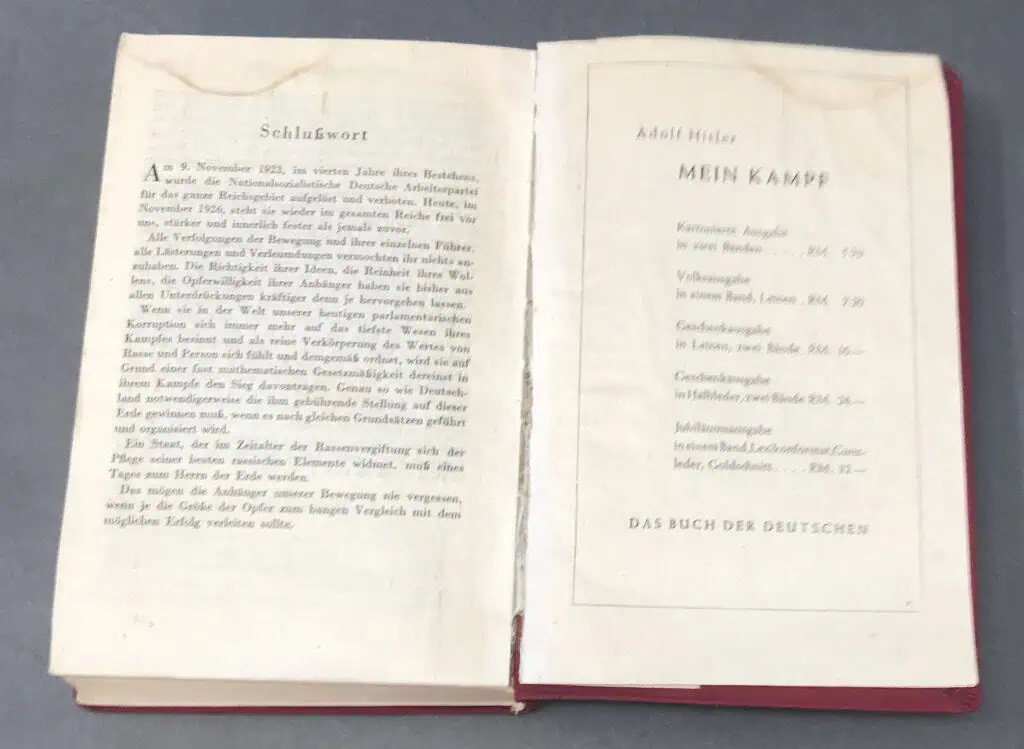 Schlußwort
Am 9. November 1923, im vierten Jahre ihres Bestehens,
wurde die Nationalsozialistische Deutsche Arbeiterpartei
für das ganze Reichsgebiet aufgelöst und verboten. Heute, im
November 1926, steht sie wieder im gesamten Reiche frei vor
uns, stärker und innerlich fester als jemals zuvor.
Alle Verfolgungen der Bewegung und ihrer einzelnen Führer,
alle Lästerungen und Verleumdungen vermochten ihr nichts an-
zuhaben. Die Richtigkeit ihrer Ideen, die Reinheit ihres Wol-
lens, die Opferwilligkeit ihrer Anhänger haben sie bisher aus
allen Unterdrückungen kräftiger denn je hervorgehen lassen.
Wenn sie in der Welt unserer heutigen parlamentarischen
Korruption sich immer mehr auf das tiefste Wesen ihres
Kampfes besinnt und als reine Verkörperung des Wertes von
Rasse und Person sich fühlt und demgemäß ordnet, wird sie auf
Grund einer fast mathematischen Gesetzmäßigkeit dereinst in
ihrem Kampfe den Sieg davontragen. Genau so wie Deutsch-
land notwendigerweise die ihm gebührende Stellung auf dieser
Erde gewinnen muß, wenn es nach gleichen Grundsätzen geführt
und organisiert wird.
Ein Staat, der im Zeitalter der Rassenvergiftung sich der
Pflege seiner besten rassischen Elemente widmet, muß eines
Tages zum Herrn der Erde werden.
Das mögen die Anhänger unserer Bewegung nie vergessen,
wenn je die Größe der Opfer zum bangen Vergleich mit dem
möglichen Erfolg verleiten sollte.
Adolf Hitler
MEIN KAMPF
Kartonierte Ausgabe
in zwei Bänden . . . . . RM.
Volksausgabe
in einem Band, Leinen . RM.
Geschenkausgabe
in Leinen, zwei Bände RM. 16.—
Geschenkausgabe
in Halbleder, zwei Bände RM.
Jubiläumsausgabe
in einem Band, Lexikonformat Ganz-
leder, Goldschnitt . . . . RM. 32.—
DAS BUCH DER DEUTSCHEN